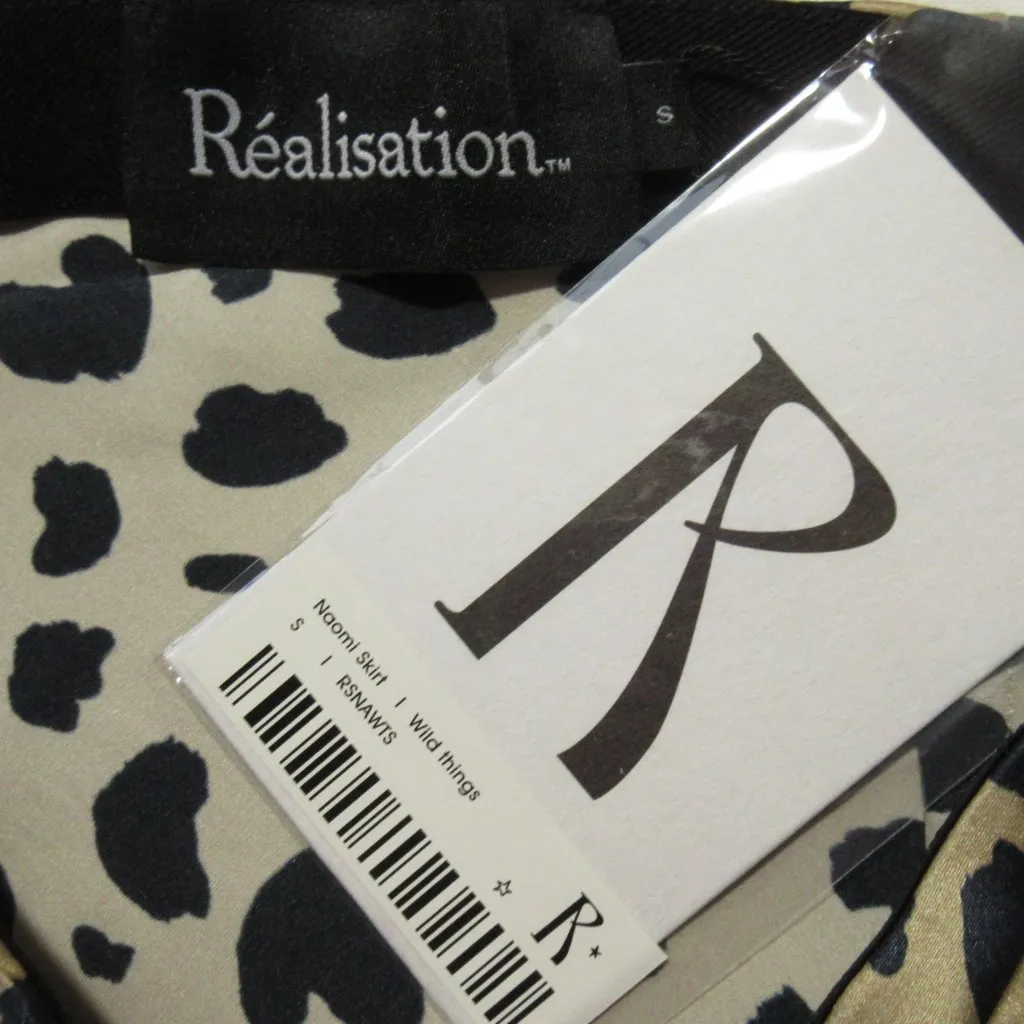 Réalisation™
S
R
Naomi Skirt | Wild things
S | RSNAWTS
R